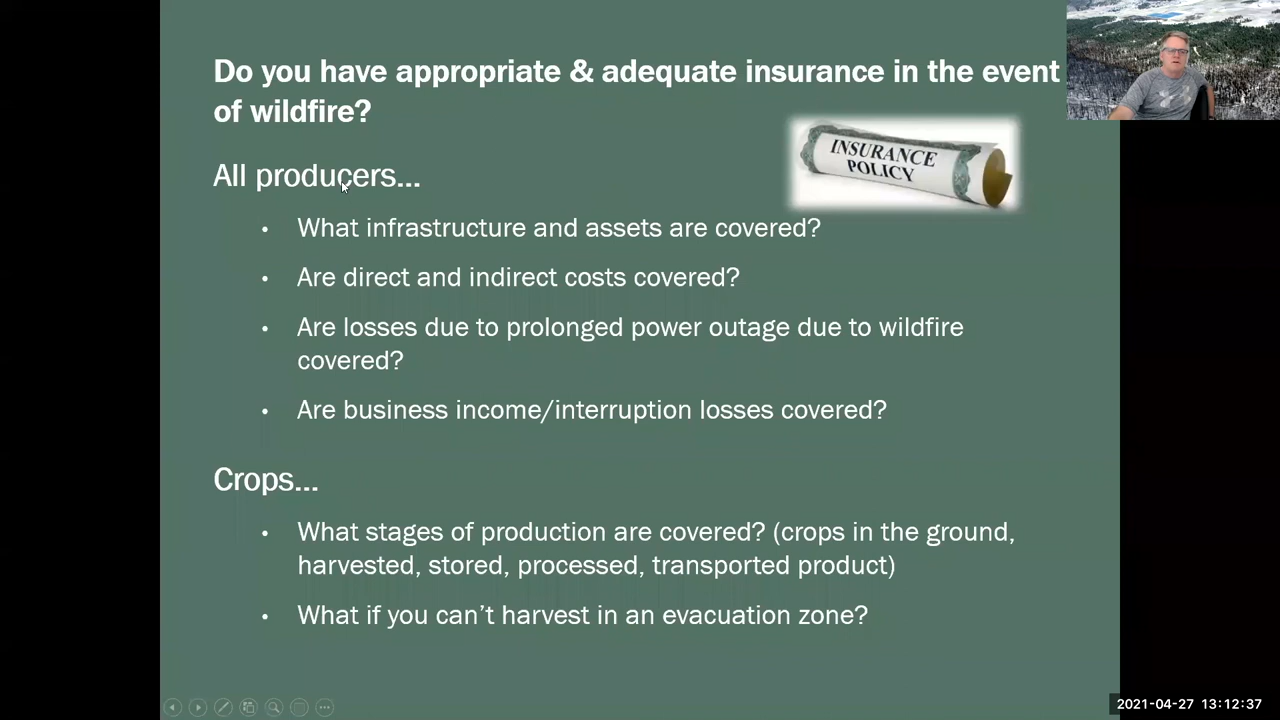 Do you have appropriate & adequate insurance in the event
of wildfire?
INSURANCE
POLICY
All producers...
• What infrastructure and assets are covered?
• Are direct and indirect costs covered?
• Are losses due to prolonged power outage due to wildfire
covered?
• Are business income/interruption losses covered?
Crops...
• What stages of production are covered? (crops in the ground,
harvested, stored, processed, transported product)
• What if you can’t harvest in an evacuation zone?
2021-04-27 13:12:37